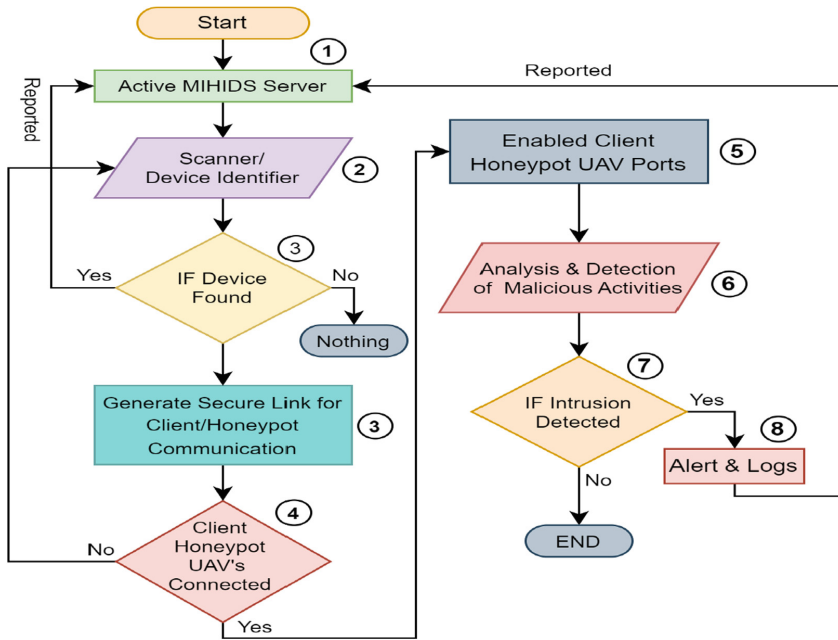 Start
1
Active MIHIDS Server
Reported
Reported
Scanner/
Device Identifier
2
3
IF Device
Found
Yes
No
Nothing
Generate Secure Link for
Client/Honeypot
Communication
3
4
Client
Honeypot
UAV's
Connected
No
Yes
Enabled Client
Honeypot UAV Ports
5
Analysis & Detection
of Malicious Activities
6
7
IF Intrusion
Detected
Yes
No
8
Alert & Logs
END